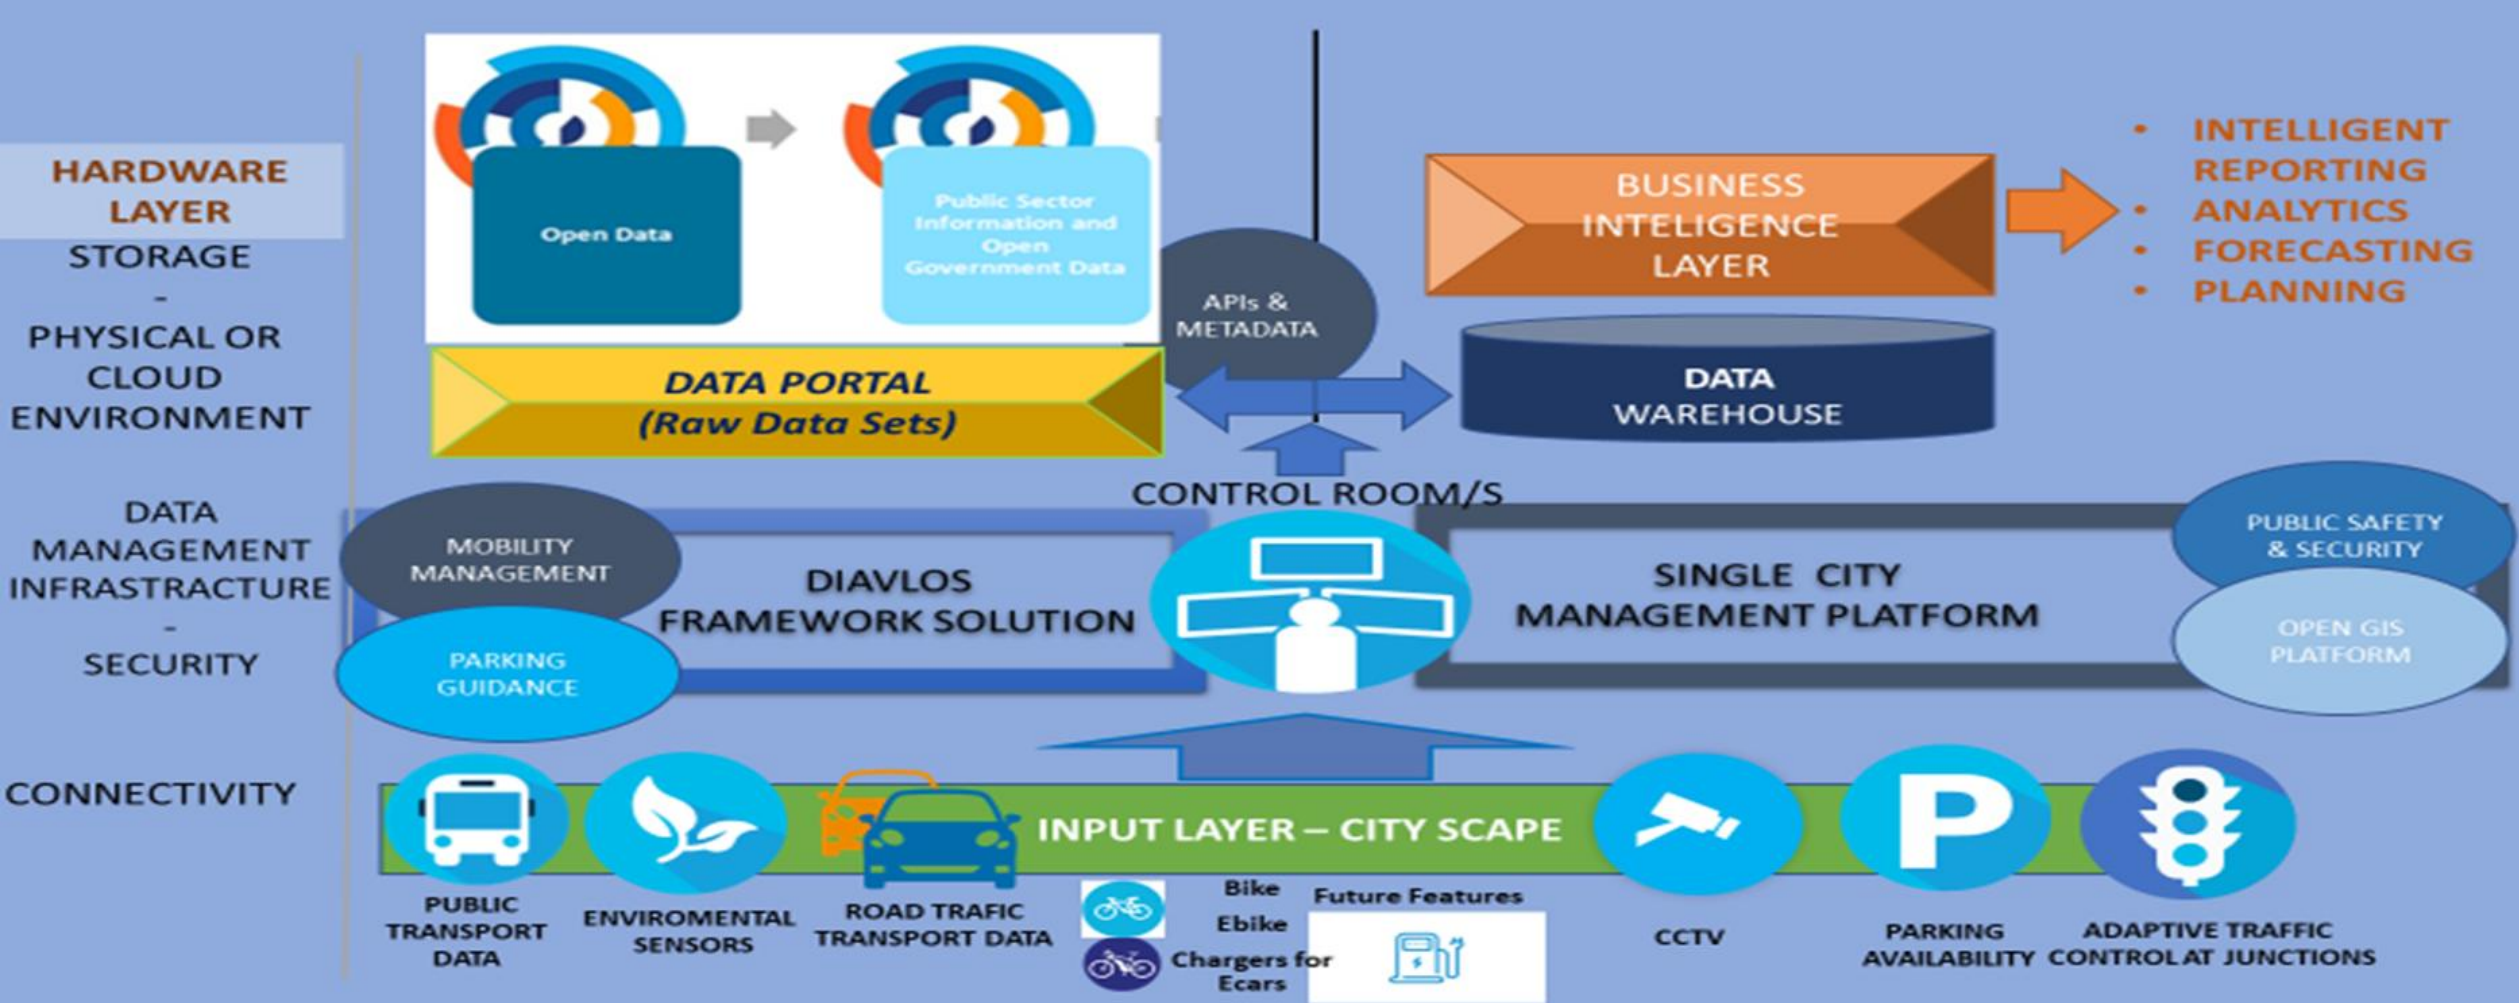 HARDWARE
LAYER
STORAGE
-
PHYSICAL OR
CLOUD
ENVIRONMENT
DATA
MANAGEMENT
INFRASTRACTURE
-
SECURITY
CONNECTIVITY
Open Data
Public Sector
Information and
Open
Government Data
DATA PORTAL
(Raw Data Sets)
APIs &
METADATA
BUSINESS
INTELIGENCE
LAYER
• INTELLIGENT
REPORTING
• ANALYTICS
• FORECASTING
• PLANNING
DATA
WAREHOUSE
CONTROL ROOM/S
MOBILITY
MANAGEMENT
PARKING
GUIDANCE
DIAVLOS
FRAMEWORK SOLUTION
SINGLE CITY
MANAGEMENT PLATFORM
PUBLIC SAFETY
& SECURITY
OPEN GIS
PLATFORM
INPUT LAYER – CITY SCAPE
P
PUBLIC
TRANSPORT
DATA
ENVIROMENTAL
SENSORS
ROAD TRAFIC
TRANSPORT DATA
Bike
Ebike
Chargers for
Ecars
Future Features
CCTV
PARKING
AVAILABILITY
ADAPTIVE TRAFFIC
CONTROL AT JUNCTIONS